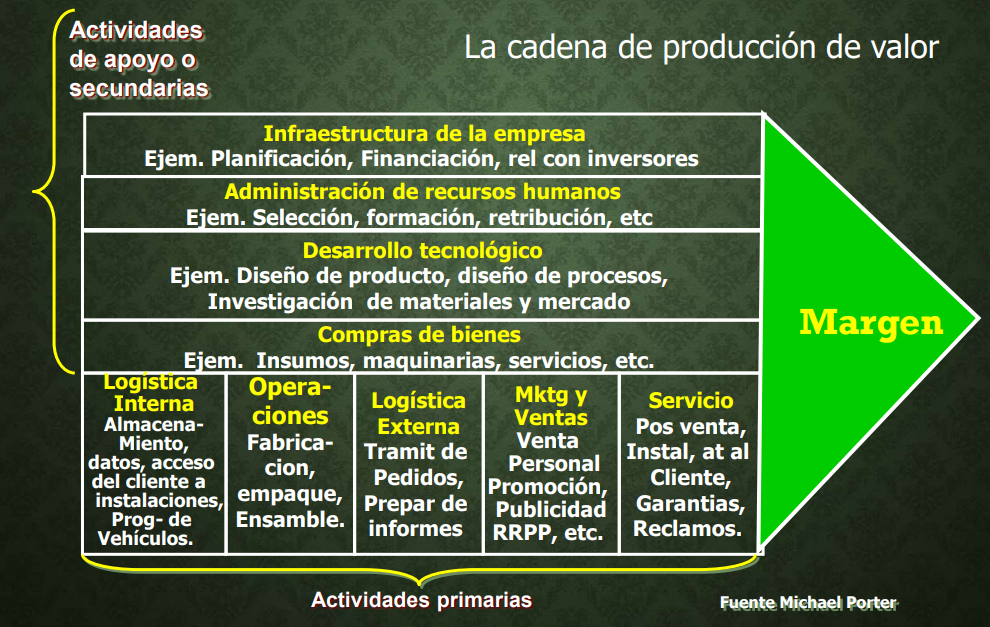 Actividades
de apoyo o
secundarias
La cadena de producción de valor
Infraestructura de la empresa
Ejem. Planificación, Financiación, rel con inversores
Administración de recursos humanos
Ejem. Selección, formación, retribución, etc
Desarrollo tecnológico
Ejem. Diseño de producto, diseño de procesos,
Investigación de materiales y mercado
Compras de bienes
Ejem. Insumos, maquinarias, servicios, etc.
Logística
Interna
Almacena-
Miento,
datos, acceso
del cliente a
instalaciones,
Prog- de
Vehículos.
Opera-
ciones
Fabrica-
cion,
empaque,
Ensamble.
Logística
Externa
Tramit de
Pedidos,
Prepar de
informes
Mktg y
Ventas
Venta
Personal
Promoción,
Publicidad
RRPP, etc.
Servicio
Pos venta,
Instal, at al
Cliente,
Garantias,
Reclamos.
Margen
Actividades primarias
Fuente Michael Porter